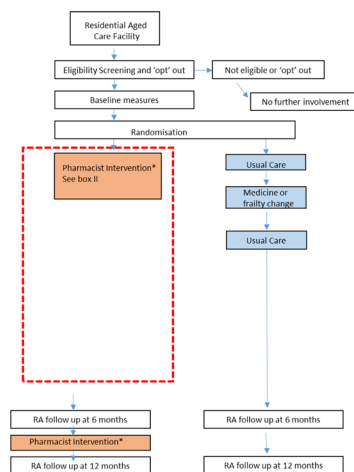 Residential Aged
Care Facility
Eligibility Screening and ‘opt’ out
Not eligible or ‘opt’ out
Baseline measures
No further involvement
Randomisation
Pharmacist Intervention*
See box II
Usual Care
Medicine or
frailty change
Usual Care
RA follow up at 6 months
RA follow up at 6 months
Pharmacist Intervention*
RA follow up at 12 months
RA follow up at 12 months